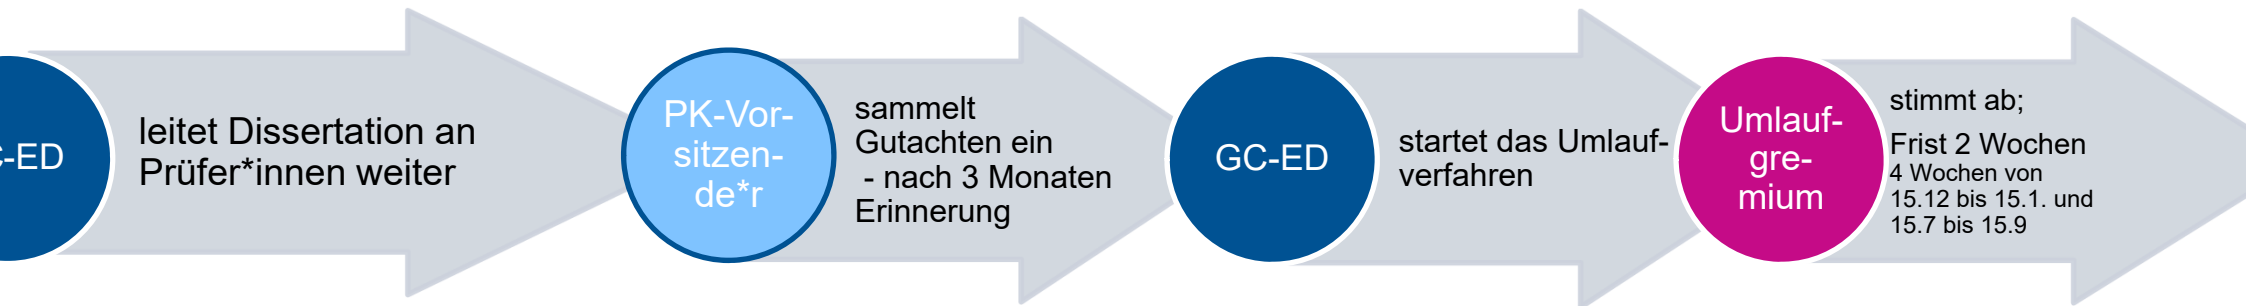 C-ED
leitet Dissertation an
Prüfer*innen weiter
PK-Vor-
sitzen-
de*r
sammelt
Gutachten ein
- nach 3 Monaten
Erinnerung
GC-ED
startet das Umlauf-
verfahren
Umlauf-
gre-
mium
stimmt ab;
Frist 2 Wochen
4 Wochen von
15.12 bis 15.1. und
15.7 bis 15.9